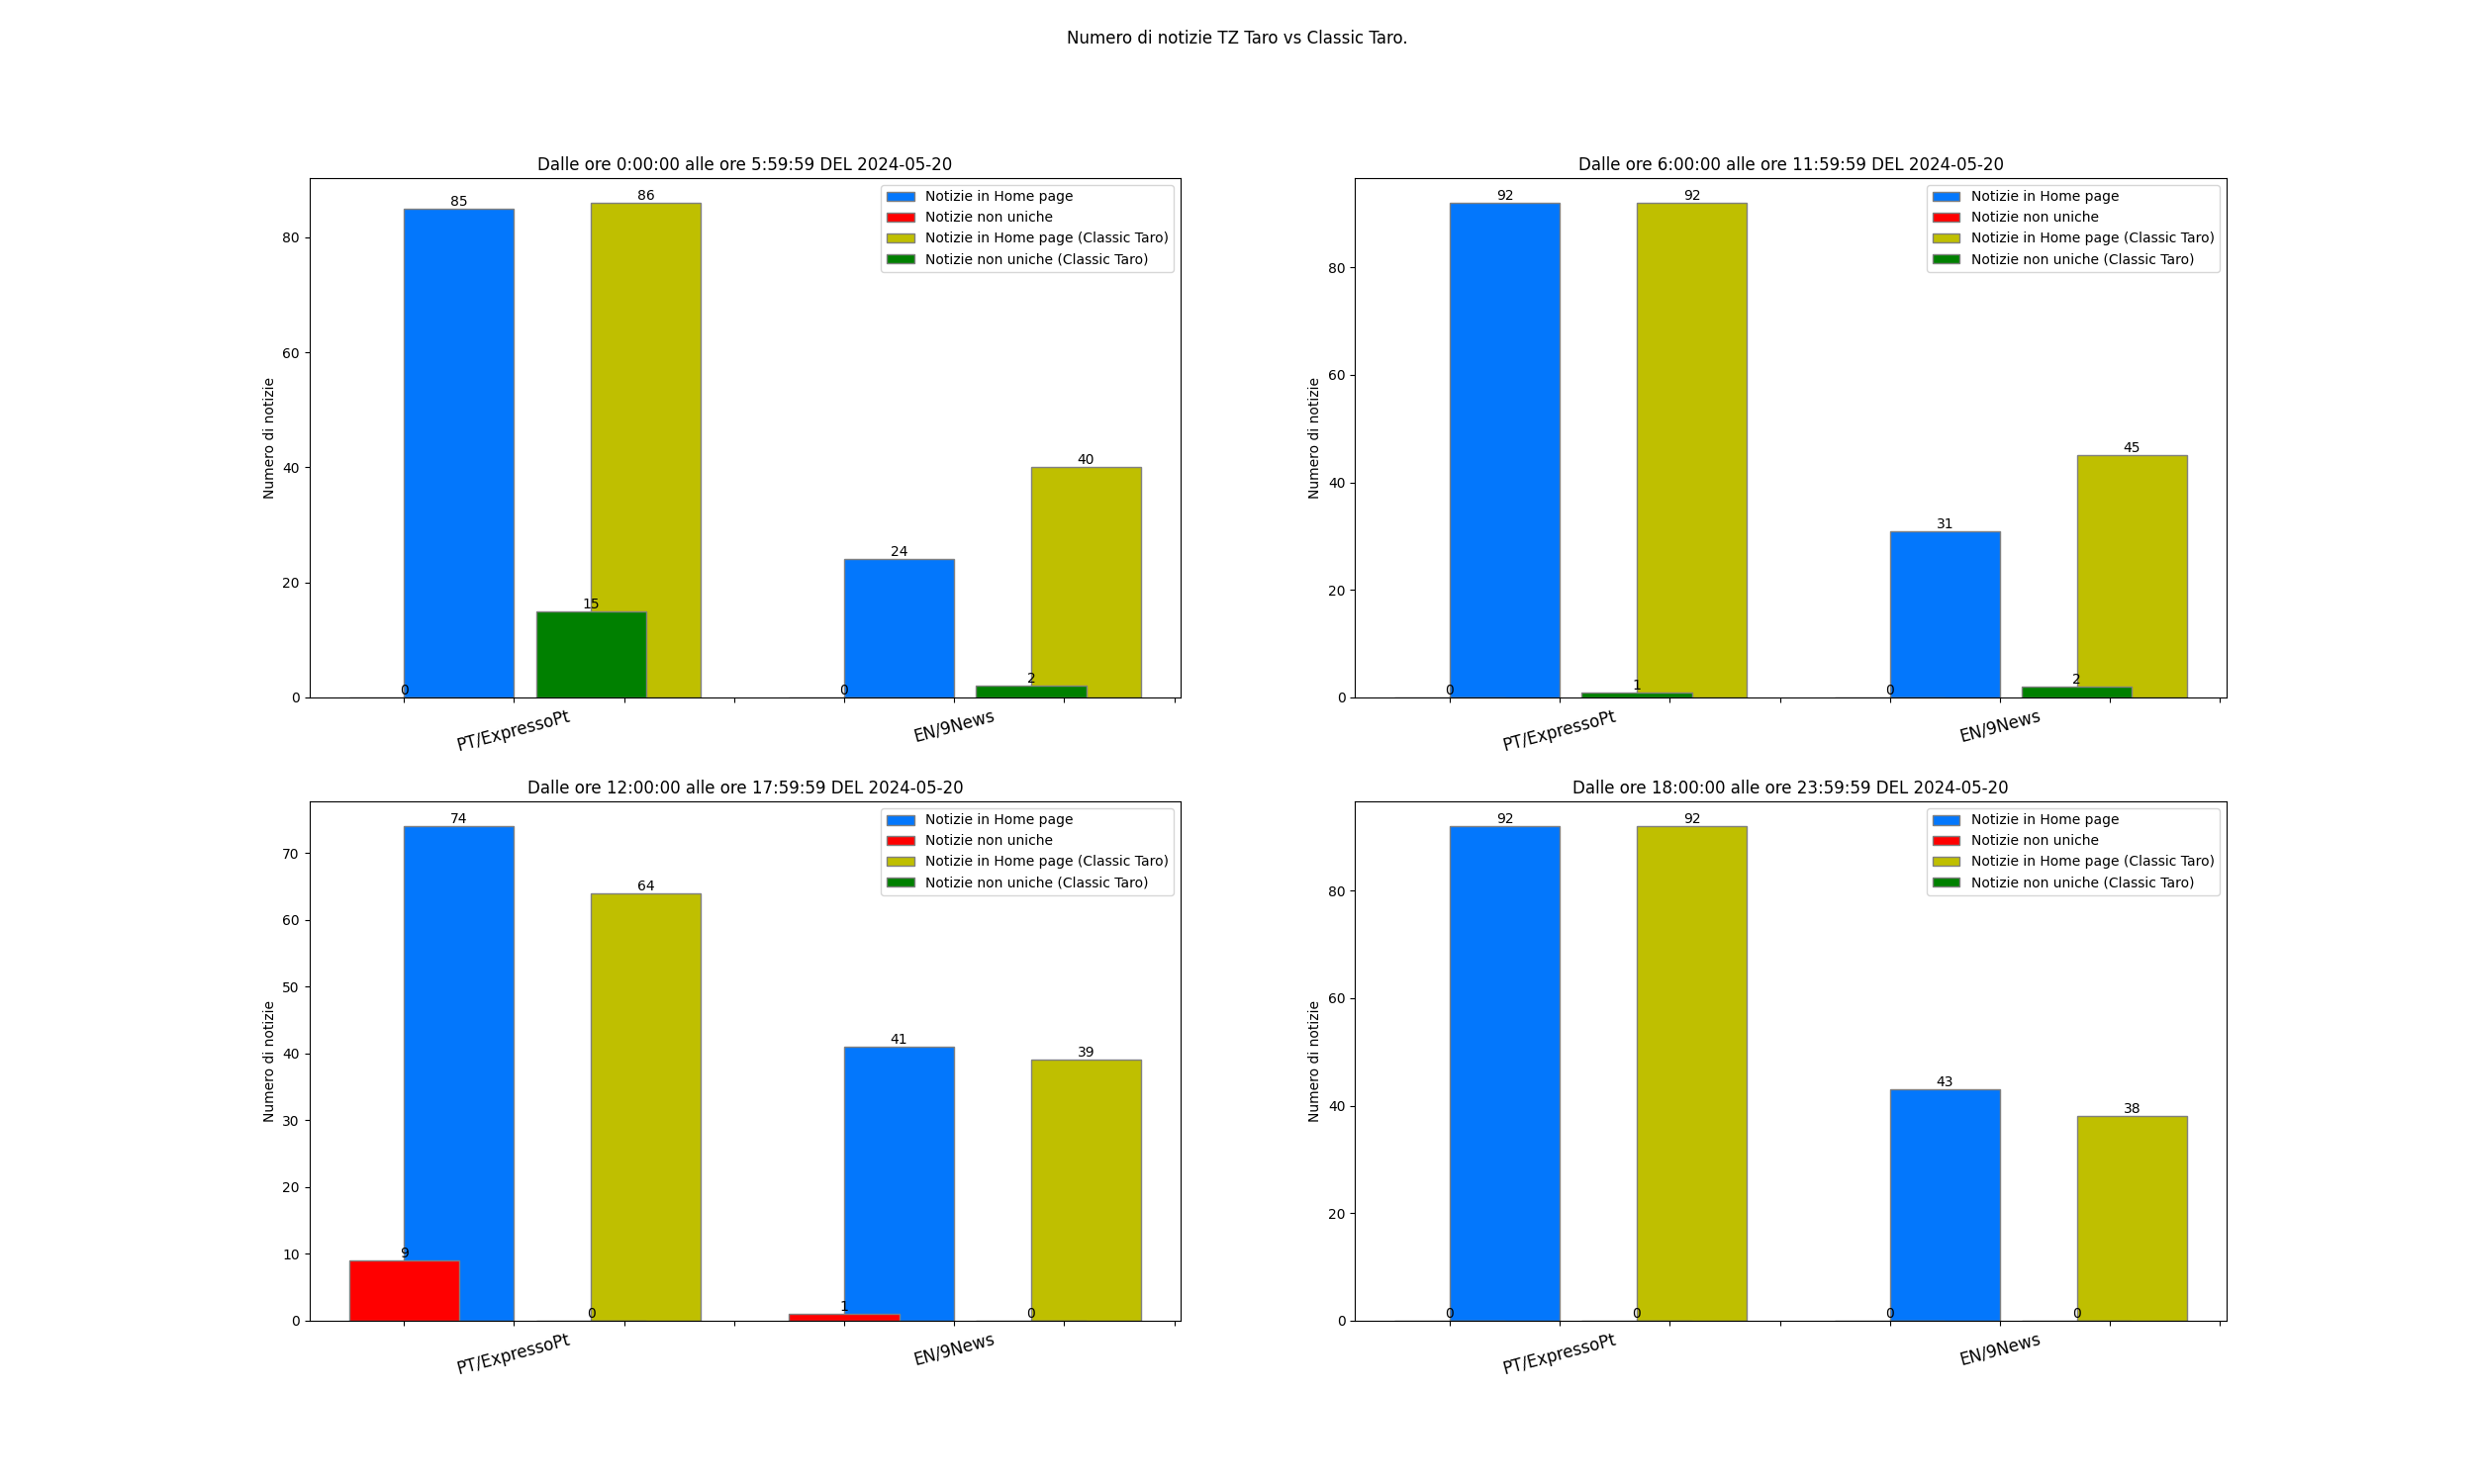 Numero di notizie TZ Taro vs Classic Taro.
Dalle ore 0:00:00 alle ore 5:59:59 DEL 2024-05-20
Numero di notizie
80
60
40
20
0
85
86
15
0
24
40
2
0
Notizie in Home page
Notizie non uniche
Notizie in Home page (Classic Taro)
Notizie non uniche (Classic Taro)
PT/ExpressoPt
EN/9News
Dalle ore 6:00:00 alle ore 11:59:59 DEL 2024-05-20
Numero di notizie
80
60
40
20
0
92
92
1
0
31
45
2
0
Notizie in Home page
Notizie non uniche
Notizie in Home page (Classic Taro)
Notizie non uniche (Classic Taro)
PT/ExpressoPt
EN/9News
Dalle ore 12:00:00 alle ore 17:59:59 DEL 2024-05-20
Numero di notizie
70
60
50
40
30
20
10
0
74
64
9
0
41
39
1
0
Notizie in Home page
Notizie non uniche
Notizie in Home page (Classic Taro)
Notizie non uniche (Classic Taro)
PT/ExpressoPt
EN/9News
Dalle ore 18:00:00 alle ore 23:59:59 DEL 2024-05-20
Numero di notizie
80
60
40
20
0
92
92
0
0
43
38
0
0
Notizie in Home page
Notizie non uniche
Notizie in Home page (Classic Taro)
Notizie non uniche (Classic Taro)
PT/ExpressoPt
EN/9News